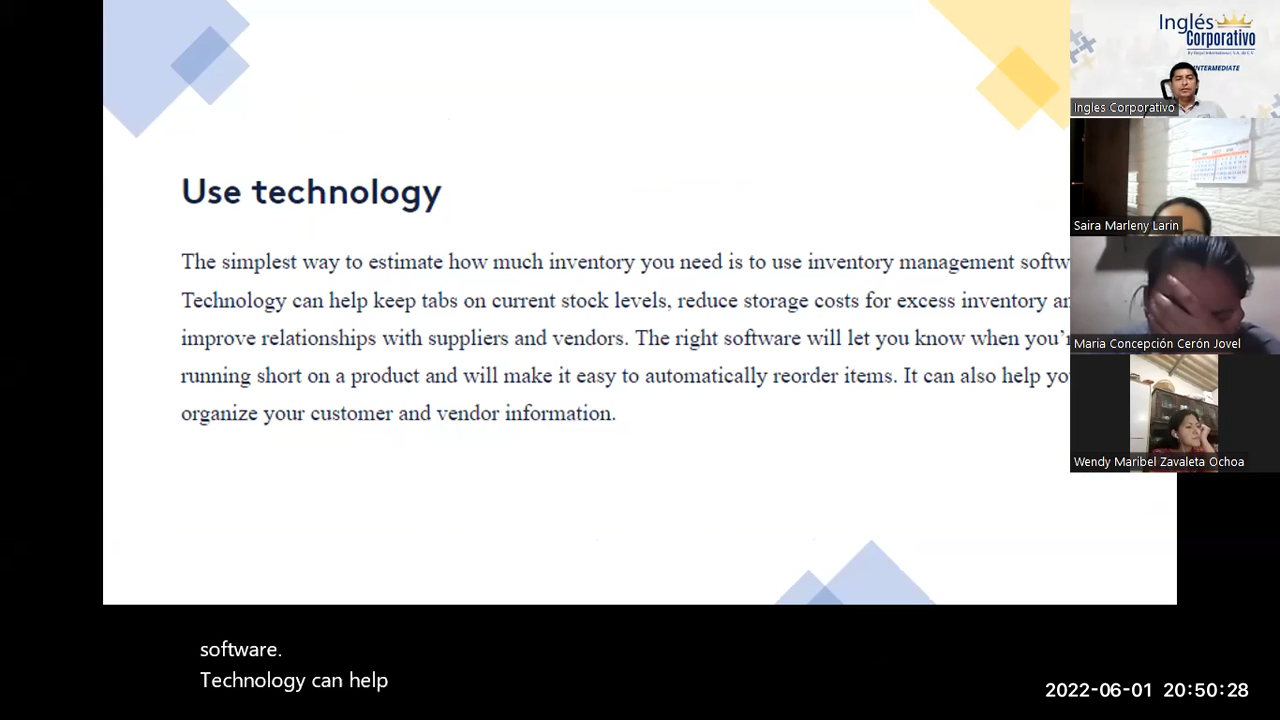 Use technology
The simplest way to estimate how much inventory you need is to use inventory management softw
Technology can help keep tabs on current stock levels, reduce storage costs for excess inventory an
improve relationships with suppliers and vendors. The right software will let you know when you're
running short on a product and will make it easy to automatically reorder items. It can also help you
organize your customer and vendor information.
Inglés
Corporativo
INTERMEDIATE
Ingles Corporativo
Saira Marleny Larin
Maria Concepción Cerón Jovel
Wendy Maribel Zavaleta Ochoa
software.
Technology can help
2022-06-01 20:50:28